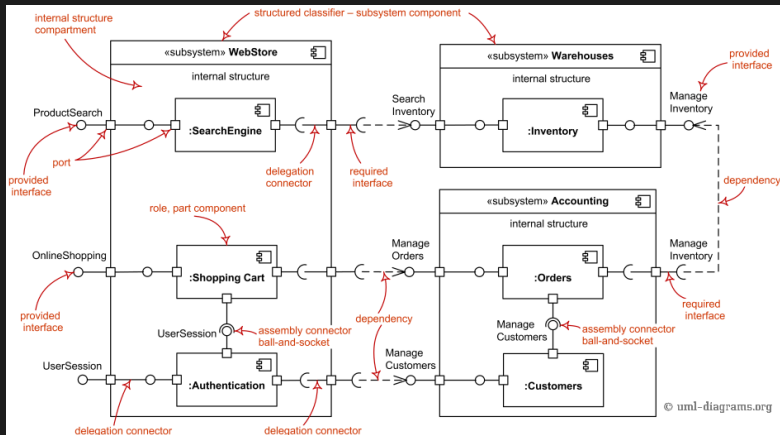 structured classifier – subsystem component
internal structure
compartment
«subsystem» WebStore
internal structure
«subsystem» Warehouses
internal structure
provided
interface
ProductSearch
:SearchEngine
Search
Inventory
:Inventory
Manage
Inventory
port
provided
interface
delegation
connector
required
interface
dependency
role, part component
«subsystem» Accounting
internal structure
OnlineShopping
:Shopping Cart
Manage
Orders
:Orders
Manage
Inventory
provided
interface
UserSession
assembly connector
ball-and-socket
dependency
Manage
Customers
assembly connector
ball-and-socket
required
interface
UserSession
:Authentication
Manage
Customers
:Customers
delegation connector
delegation connector
© uml-diagrams.org